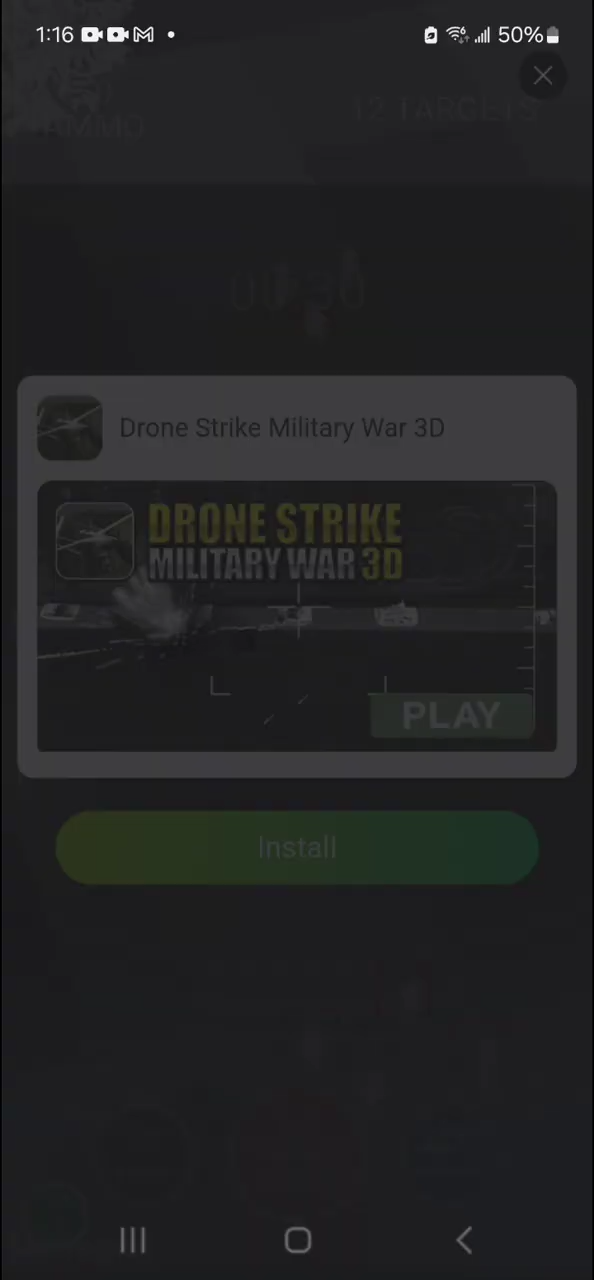 1:16
50%
AMMO
12 TARGETS
Drone Strike Military War 3D
DRONE STRIKE
MILITARY WAR 3D
PLAY
Install